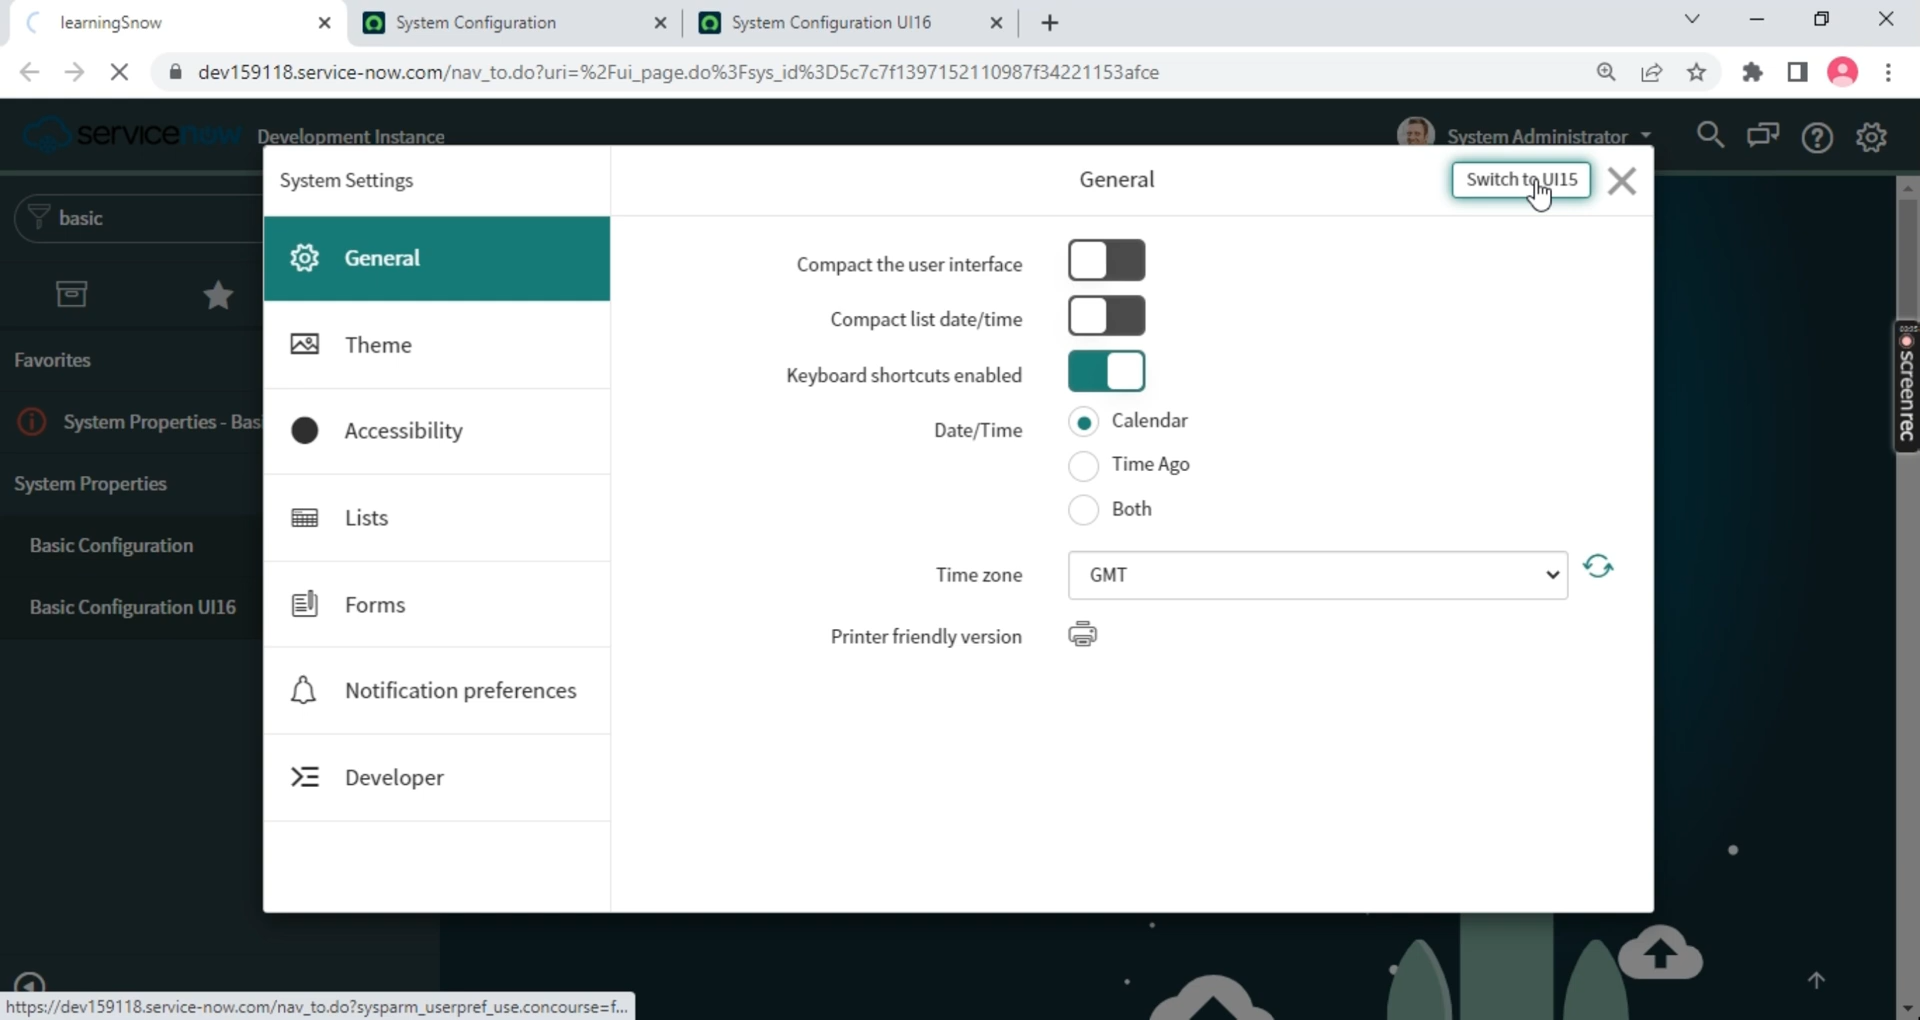 learningSnow
System Configuration
System Configuration UI16
dev159118.service-now.com/nav_to.do?uri=%2Fui_page.do%3Fsys_id%3D5c7c7f1397152110987f34221153afce
servicenow
Development Instance
System Administrator
System Settings
General
Switch to UI15
basic
General
Compact the user interface
Compact list date/time
Theme
Keyboard shortcuts enabled
Favorites
Date/Time
Calendar
Accessibility
System Properties - Basi
Time Ago
System Properties
Both
Lists
Basic Configuration
Time zone
GMT
Basic Configuration UI16
Forms
Printer friendly version
Notification preferences
Developer
screenrec
https://dev159118.service-now.com/nav_to.do?sysparm_userpref_use.concourse=f...